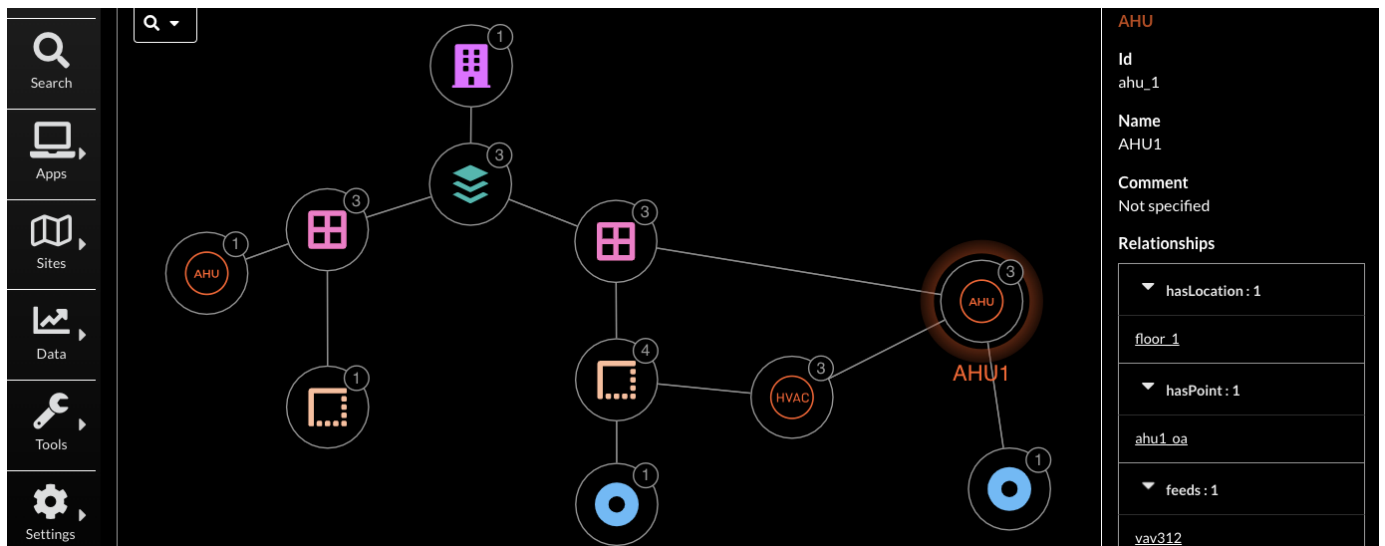 Search
Apps
Sites
Data
Tools
Settings
1
3
3
3
1
AHU
3
AHU
AHU1
1
4
3
HVAC
1
1
AHU
Id
ahu_1
Name
AHU1
Comment
Not specified
Relationships
hasLocation : 1
floor_1
hasPoint : 1
ahu1_oa
feeds : 1
vav312